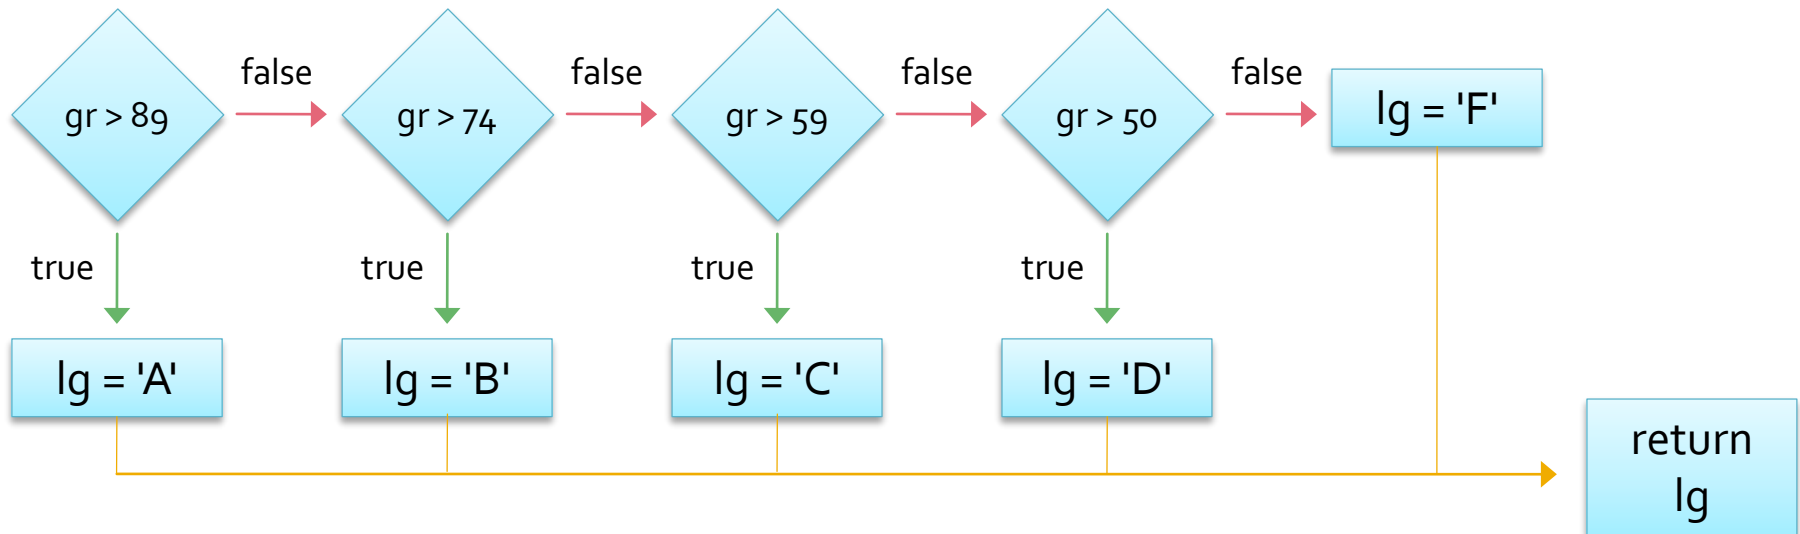 false
false
false
false
gr > 89
gr > 74
gr > 59
gr > 50
lg = 'F'
true
true
true
true
lg = 'A'
lg = 'B'
lg = 'C'
lg = 'D'
return
lg